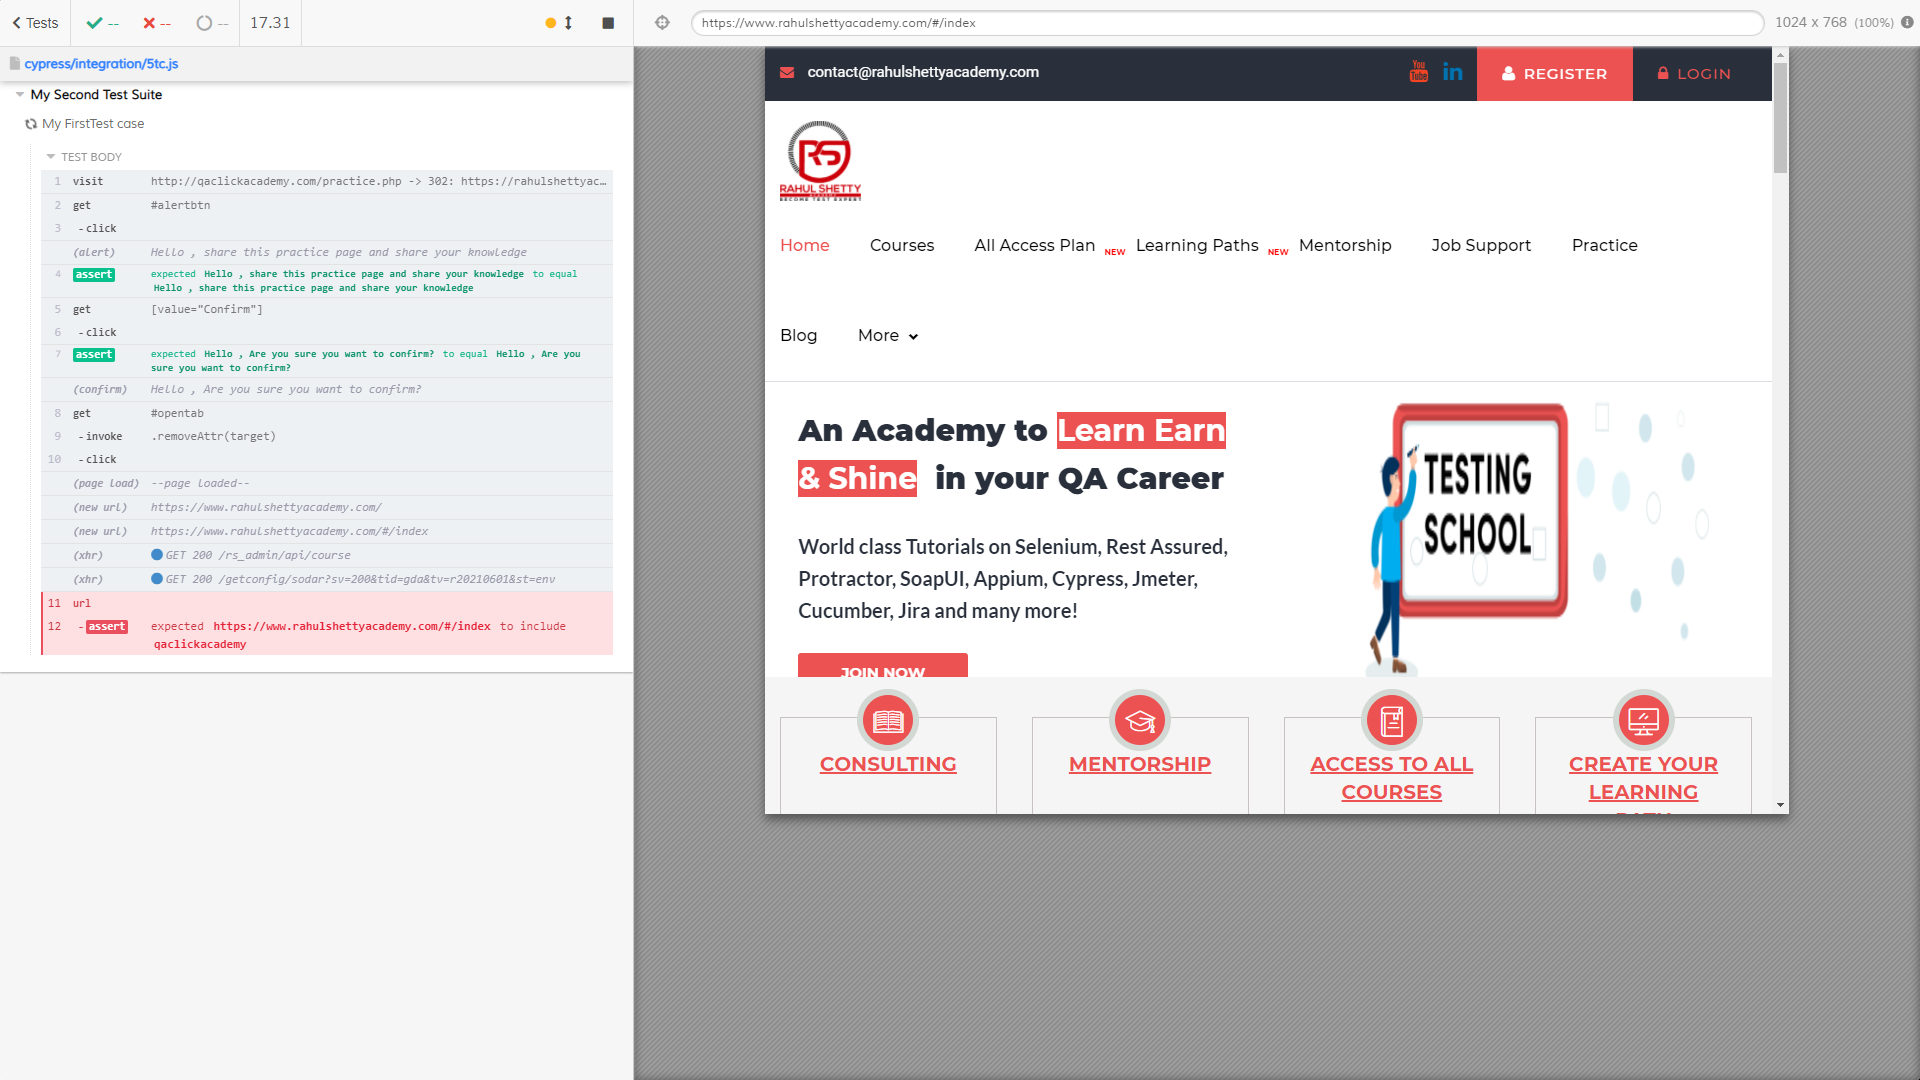 Tests -- -- -- 17.31
https://www.rahulshettyacademy.com/#/index 1024 x 768 (100%)
cypress/integration/5tc.js
My Second Test Suite
My FirstTest case
TEST BODY
1 visit http://qaclickacademy.com/practice.php -> 302: https://rahulshettyac…
2 get #alertbtn
3 -click
(alert) Hello , share this practice page and share your knowledge
4 assert expected Hello , share this practice page and share your knowledge to equal
Hello , share this practice page and share your knowledge
5 get [value="Confirm"]
6 -click
7 assert expected Hello , Are you sure you want to confirm? to equal Hello , Are you
sure you want to confirm?
(confirm) Hello , Are you sure you want to confirm?
8 get #opentab
9 -invoke .removeAttr(target)
10 -click
(page load) --page loaded--
(new url) https://www.rahulshettyacademy.com/
(new url) https://www.rahulshettyacademy.com/#/index
(xhr) GET 200 /rs_admin/api/course
(xhr) GET 200 /getconfig/sodar?sv=200&tid=gda&tv=r20210601&st=env
11 url
12 -assert expected https://www.rahulshettyacademy.com/#/index to include
qaclickacademy
contact@rahulshettyacademy.com You Tube in REGISTER LOGIN
RS
RAHUL SHETTY
ACADEMY
BECOME TEST EXPERT
Home Courses All Access Plan NEW Learning Paths NEW Mentorship Job Support Practice
Blog More
An Academy to Learn Earn
& Shine in your QA Career
World class Tutorials on Selenium, Rest Assured,
Protractor, SoapUI, Appium, Cypress, Jmeter,
Cucumber, Jira and many more!
JOIN NOW
TESTING
SCHOOL
CONSULTING
MENTORSHIP
ACCESS TO ALL
COURSES
CREATE YOUR
LEARNING